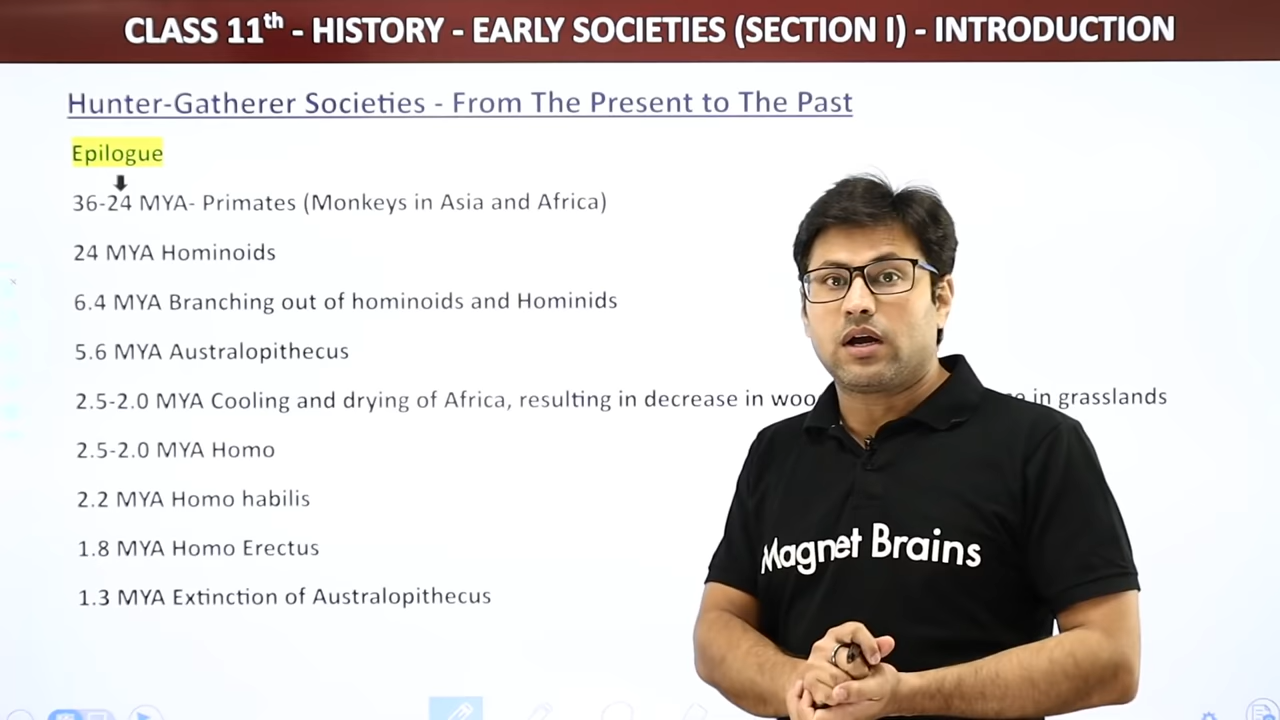 CLASS 11th - HISTORY - EARLY SOCIETIES (SECTION I) - INTRODUCTION
Hunter-Gatherer Societies - From The Present to The Past
Epilogue
36-24 MYA- Primates (Monkeys in Asia and Africa)
24 MYA Hominoids
6.4 MYA Branching out of hominoids and Hominids
5.6 MYA Australopithecus
2.5-2.0 MYA Cooling and drying of Africa, resulting in decrease in in grasslands
2.5-2.0 MYA Homo
2.2 MYA Homo habilis
1.8 MYA Homo Erectus
1.3 MYA Extinction of Australopithecus
Magnet Brains